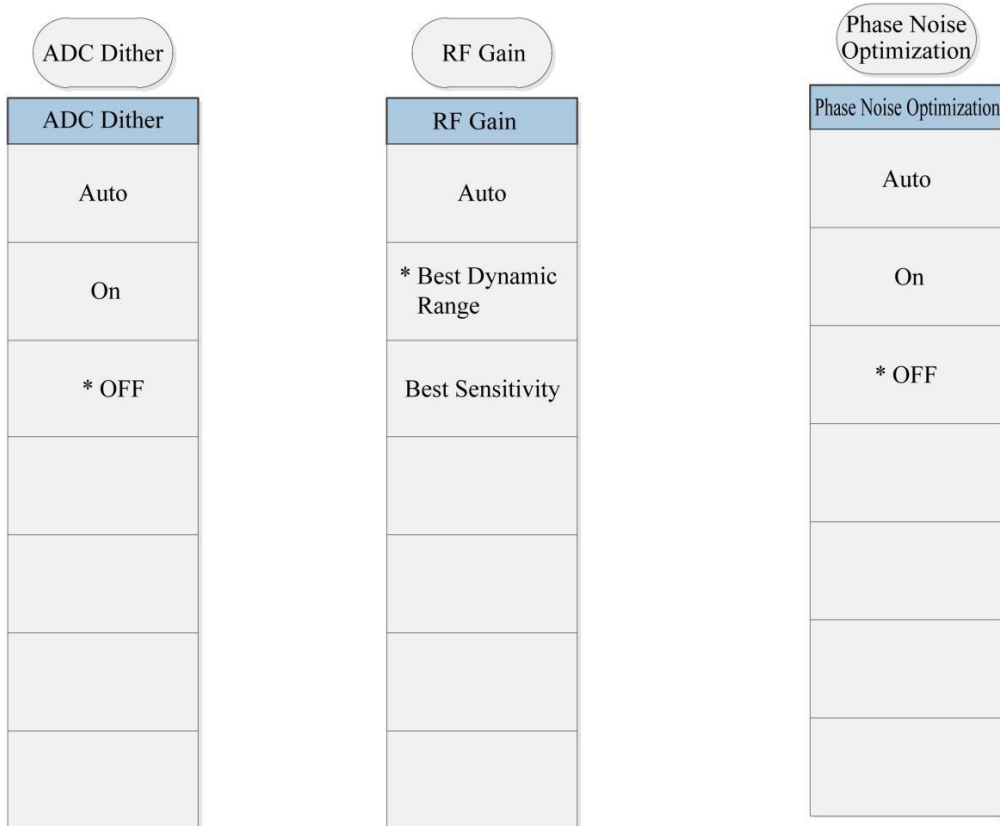 ADC Dither
ADC Dither
Auto
On
* OFF
RF Gain
RF Gain
Auto
* Best Dynamic
Range
Best Sensitivity
Phase Noise
Optimization
Phase Noise Optimization
Auto
On
* OFF